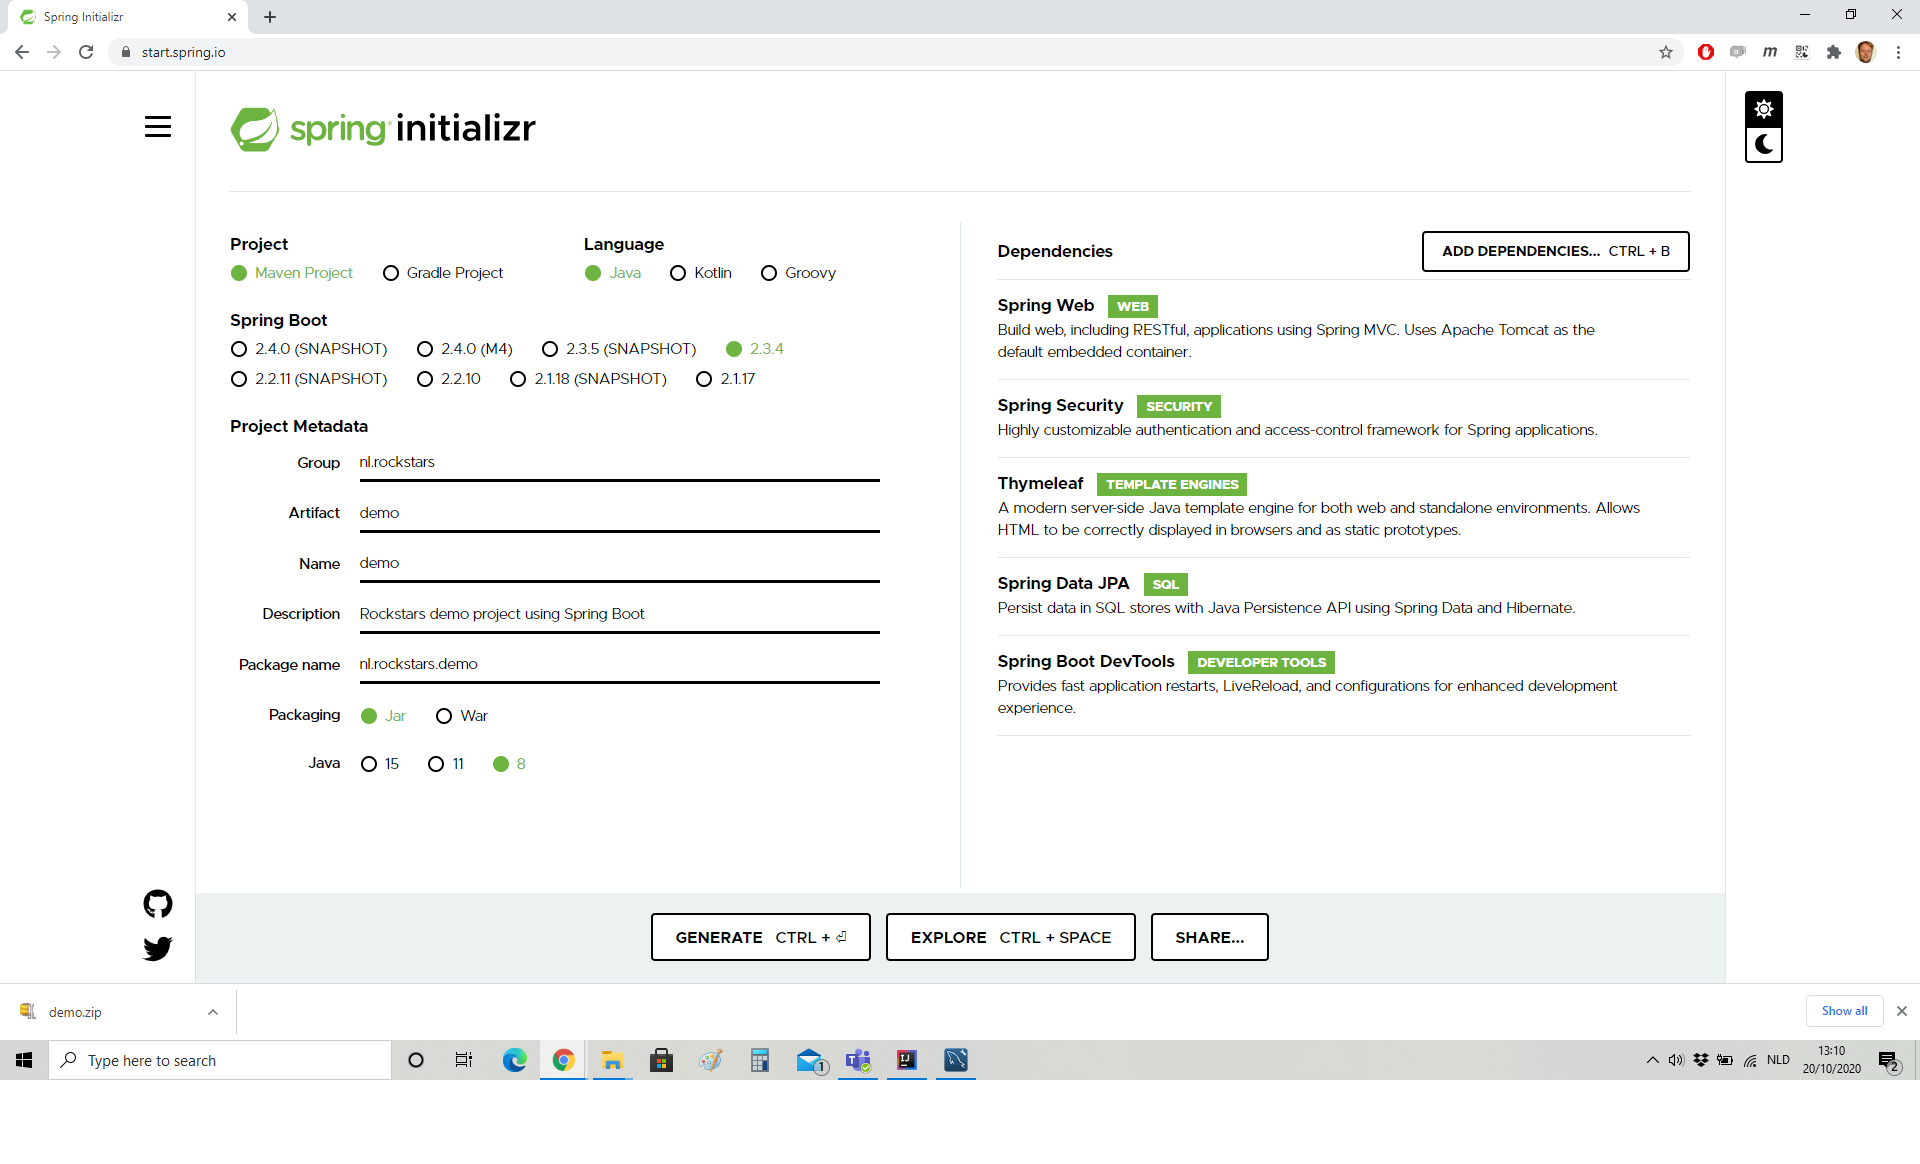 Spring Initializr
start.spring.io
spring initializr
Project
Maven Project Gradle Project
Language
Java Kotlin Groovy
Spring Boot
2.4.0 (SNAPSHOT) 2.4.0 (M4) 2.3.5 (SNAPSHOT) 2.3.4
2.2.11 (SNAPSHOT) 2.2.10 2.1.18 (SNAPSHOT) 2.1.17
Project Metadata
Group nl.rockstars
Artifact demo
Name demo
Description Rockstars demo project using Spring Boot
Package name nl.rockstars.demo
Packaging Jar War
Java 15 11 8
Dependencies
ADD DEPENDENCIES... CTRL + B
Spring Web WEB
Build web, including RESTful, applications using Spring MVC. Uses Apache Tomcat as the
default embedded container.
Spring Security SECURITY
Highly customizable authentication and access-control framework for Spring applications.
Thymeleaf TEMPLATE ENGINES
A modern server-side Java template engine for both web and standalone environments. Allows
HTML to be correctly displayed in browsers and as static prototypes.
Spring Data JPA SQL
Persist data in SQL stores with Java Persistence API using Spring Data and Hibernate.
Spring Boot DevTools DEVELOPER TOOLS
Provides fast application restarts, LiveReload, and configurations for enhanced development
experience.
GENERATE CTRL + ⏎
EXPLORE CTRL + SPACE
SHARE...
demo.zip
Show all
Type here to search
1
NLD
13:10
20/10/2020
2